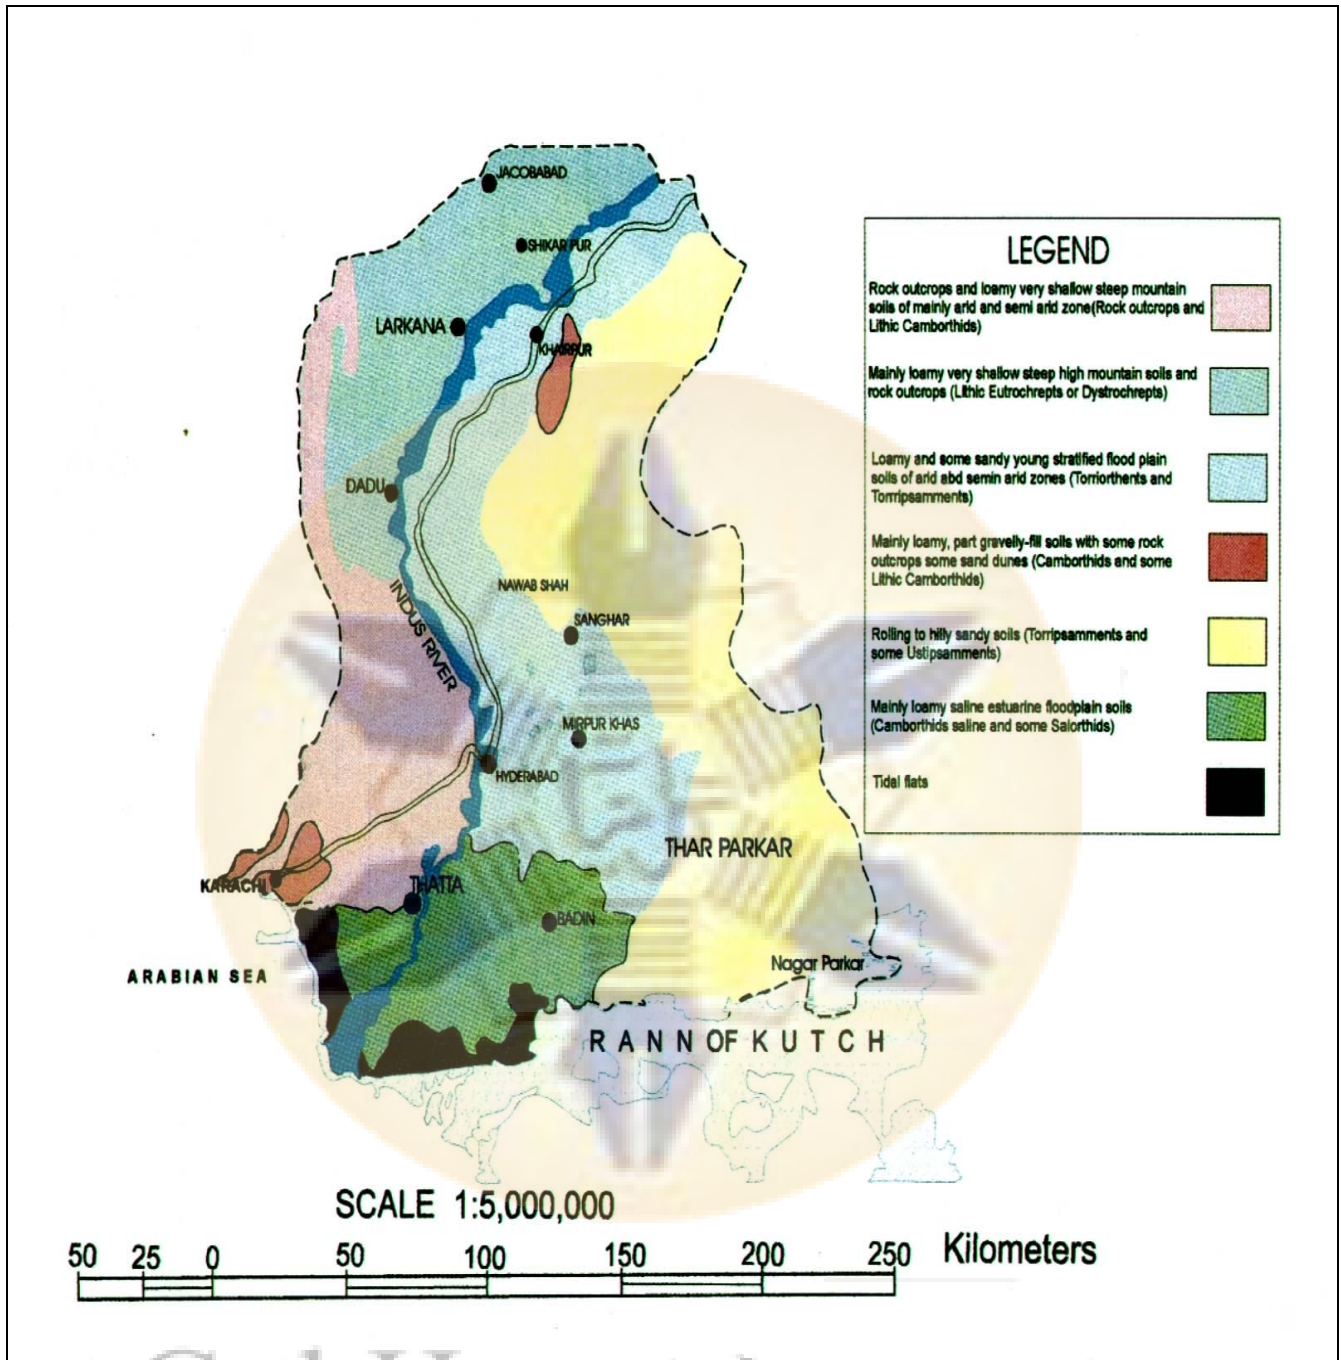 JACOBABAD
SHIKAR PUR
LARKANA
KHAIRPUR
DADU
INDUS RIVER
NAWAB SHAH
SANGHAR
MIRPUR KHAS
HYDERABAD
THAR PARKAR
KARACHI
THATTA
BADIN
ARABIAN SEA
Nagar Parkar
RANN OF KUTCH
LEGEND
Rock outcrops and loamy very shallow steep mountain
soils of mainly arid and semi arid zone(Rock outcrops and
Lithic Camborthids)
Mainly loamy very shallow steep high mountain soils and
rock outcrops (Lithic Eutrochrepts or Dystrochrepts)
Loamy and some sandy young stratified flood plain
soils of arid abd semin arid zones (Torriorthents and
Torrripsamments)
Mainly loamy, part gravelly-fill soils with some rock
outcrops some sand dunes (Camborthids and some
Lithic Camborthids)
Rolling to hilly sandy soils (Torripsamments and
some Ustipsamments)
Mainly loamy saline estuarine floodplain soils
(Camborthids saline and some Salorthids)
Tidal flats
SCALE 1:5,000,000
50 25 0 50 100 150 200 250 Kilometers